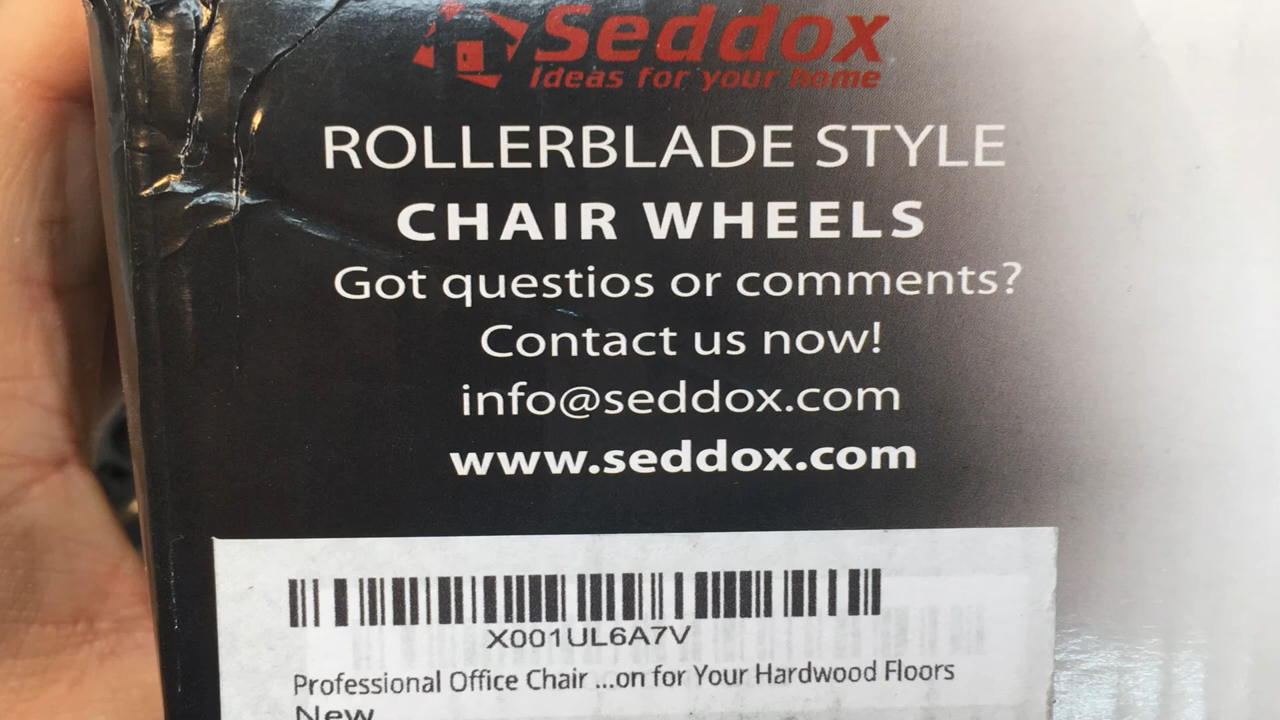 Seddox
Ideas for your home
ROLLERBLADE STYLE
CHAIR WHEELS
Got questios or comments?
Contact us now!
info@seddox.com
www.seddox.com
X001UL6A7V
Professional Office Chair ...on for Your Hardwood Floors
New